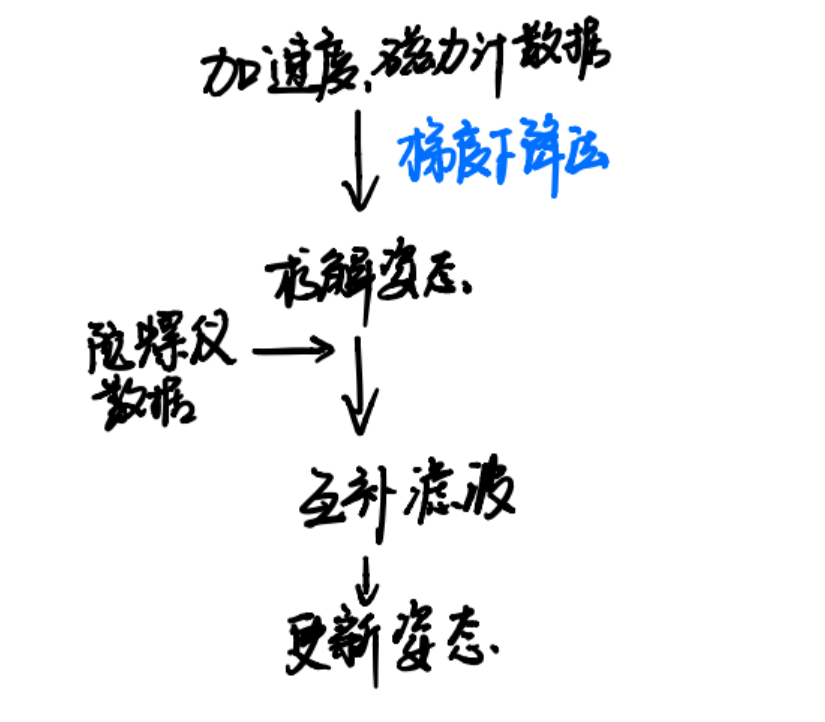 加速度、磁力计数据
梯度下降法
求解姿态.
陀螺仪
数据
互补滤波
更新姿态.